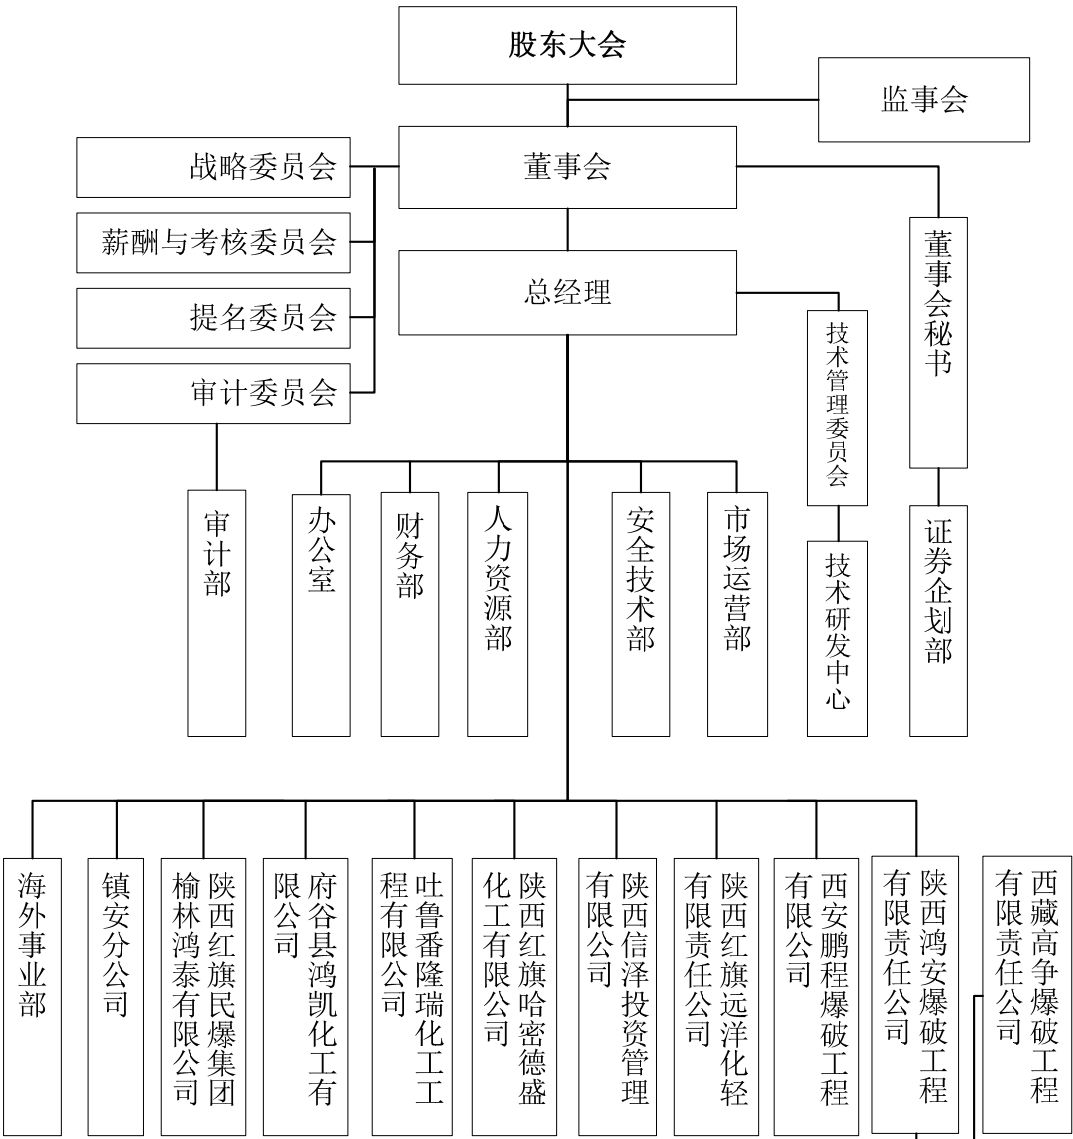 股东大会
监事会
董事会
战略委员会
薪酬与考核委员会
提名委员会
审计委员会
总经理
董事会秘书
技术管理委员会
审计部
办公室
财务部
人力资源部
安全技术部
市场运营部
技术研发中心
证券企划部
海外事业部
镇安分公司
陕西红旗民爆集团
榆林鸿泰有限公司
府谷县鸿凯化工有
限公司
吐鲁番隆瑞化工工
程有限公司
陕西红旗哈密德盛
化工有限公司
陕西信泽投资管理
有限公司
陕西红旗远洋化轻
有限责任公司
西安鹏程爆破工程
有限公司
陕西鸿安爆破工程
有限责任公司
西藏高争爆破工程
有限责任公司